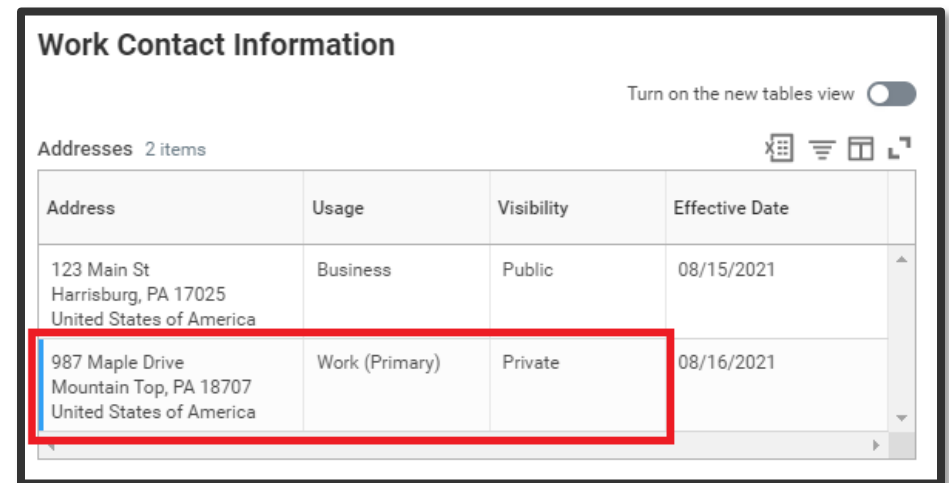 Work Contact Information
Turn on the new tables view
Addresses 2 items
Address Usage Visibility Effective Date
123 Main St Business Public 08/15/2021
Harrisburg, PA 17025
United States of America
987 Maple Drive Work (Primary) Private 08/16/2021
Mountain Top, PA 18707
United States of America